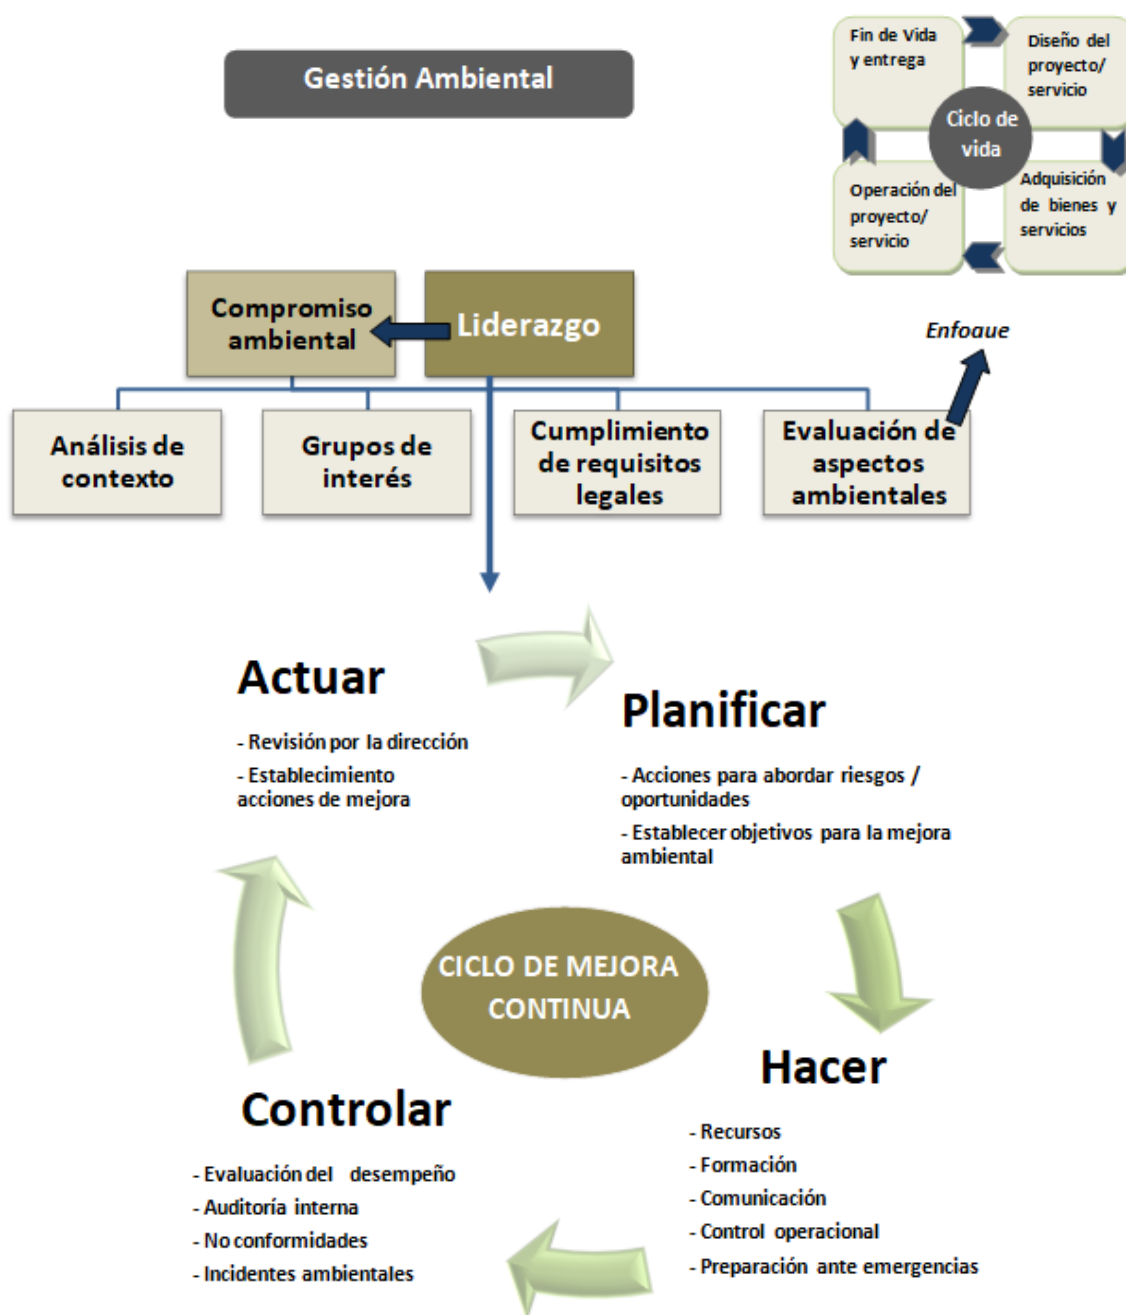 Gestión Ambiental
Fin de Vida
y entrega
Diseño del
proyecto/
servicio
Ciclo de
vida
Operación del
proyecto/
servicio
Adquisición
de bienes y
servicios
Compromiso
ambiental
Liderazgo
Enfoaue
Análisis de
contexto
Grupos de
interés
Cumplimiento
de requisitos
legales
Evaluación de
aspectos
ambientales
Actuar
- Revisión por la dirección
- Establecimiento
acciones de mejora
Planificar
- Acciones para abordar riesgos /
oportunidades
- Establecer objetivos para la mejora
ambiental
CICLO DE MEJORA
CONTINUA
Hacer
- Recursos
- Formación
- Comunicación
- Control operacional
- Preparación ante emergencias
Controlar
- Evaluación del desempeño
- Auditoría interna
- No conformidades
- Incidentes ambientales